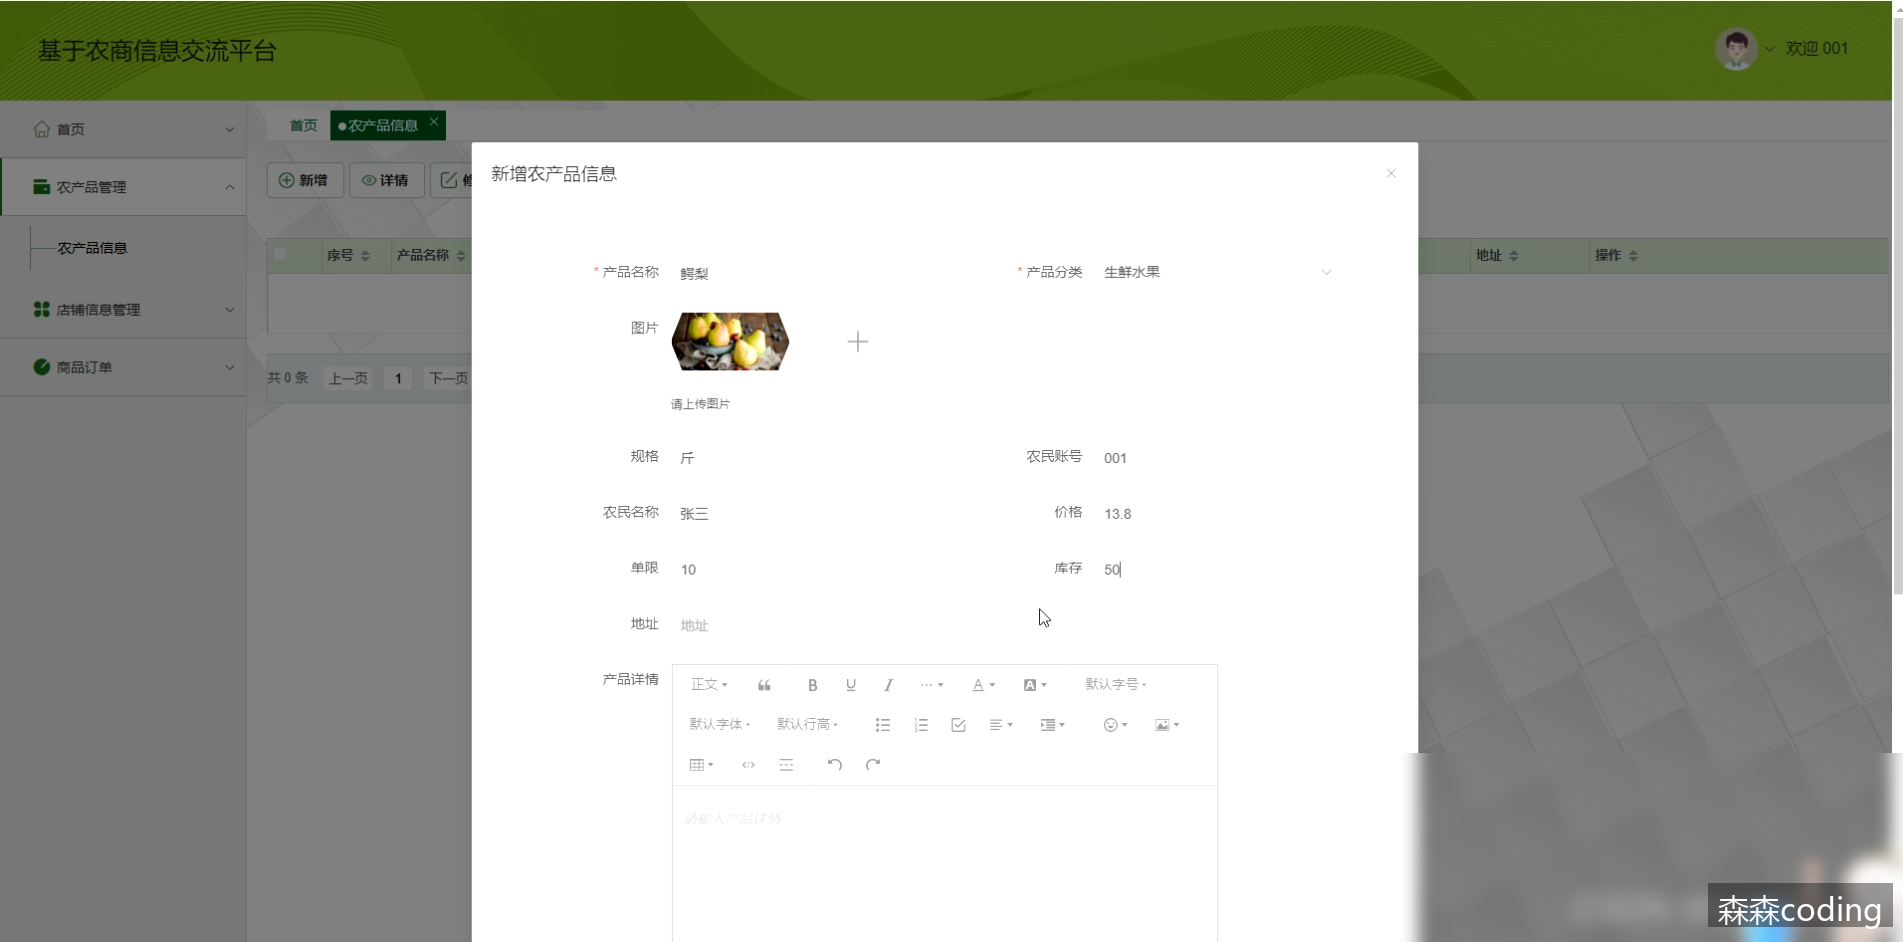 基于农商信息交流平台
欢迎 001
首页
农产品管理
农产品信息
店铺信息管理
商品订单
首页
农产品信息
新增
详情
序号
产品名称
地址
操作
共 0 条
上一页
1
下一页
新增农产品信息
* 产品名称
鳄梨
* 产品分类
生鲜水果
图片
请上传图片
规格
斤
农民账号
001
农民名称
张三
价格
13.8
单限
10
库存
50
地址
地址
产品详情
正文
B U I
A
A
默认字号
默认字体
默认行高
请输入产品详情
森森coding